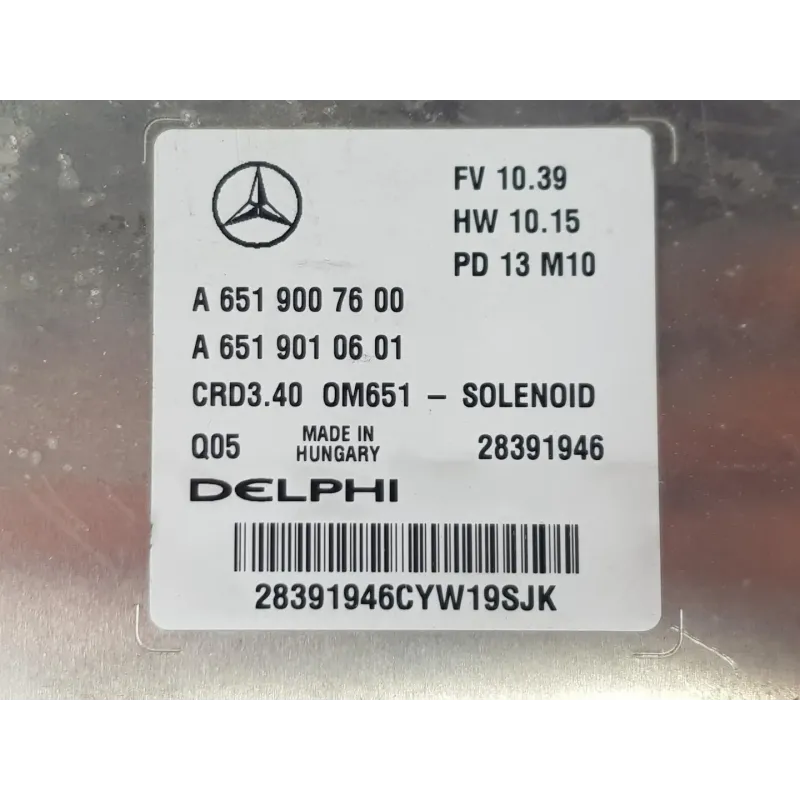 FV 10.39
HW 10.15
PD 13 M10
A 651 900 76 00
A 651 901 06 01
CRD3.40 OM651 – SOLENOID
Q05 MADE IN HUNGARY 28391946
DELPHI
28391946CYW19SJK